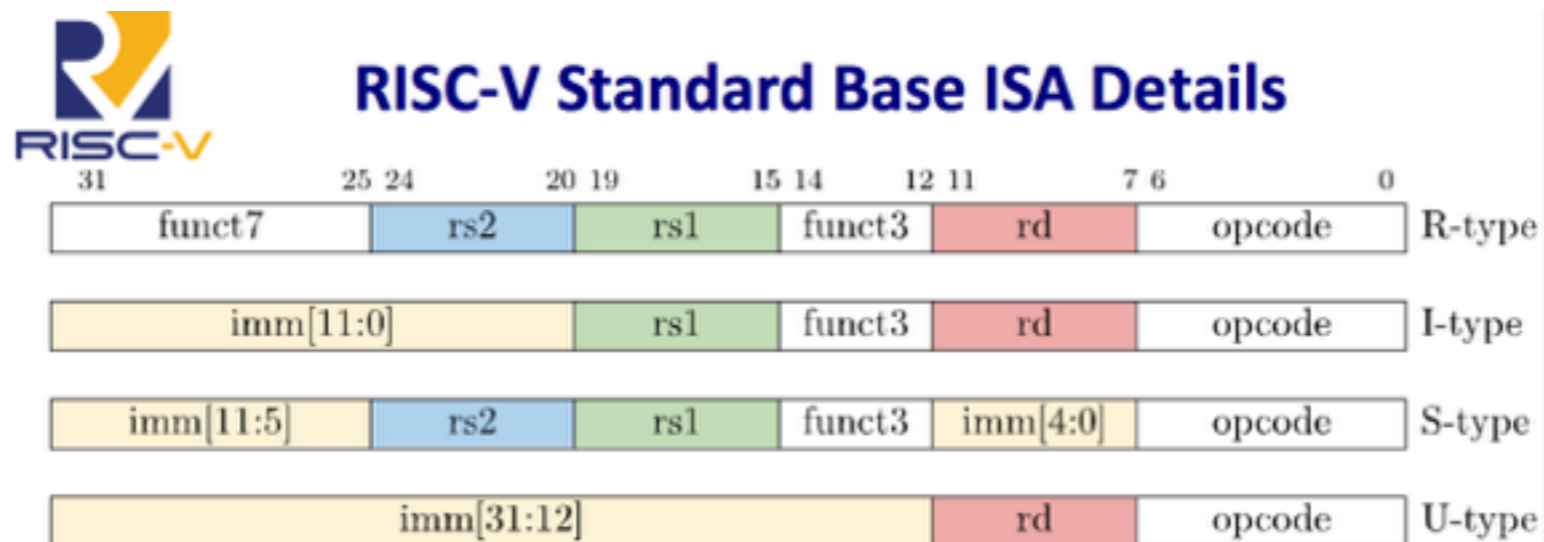 RISC-V Standard Base ISA Details
RISC-V
31 25 24 20 19 15 14 12 11 7 6 0
funct7 rs2 rs1 funct3 rd opcode R-type
imm[11:0] rs1 funct3 rd opcode I-type
imm[11:5] rs2 rs1 funct3 imm[4:0] opcode S-type
imm[31:12] rd opcode U-type